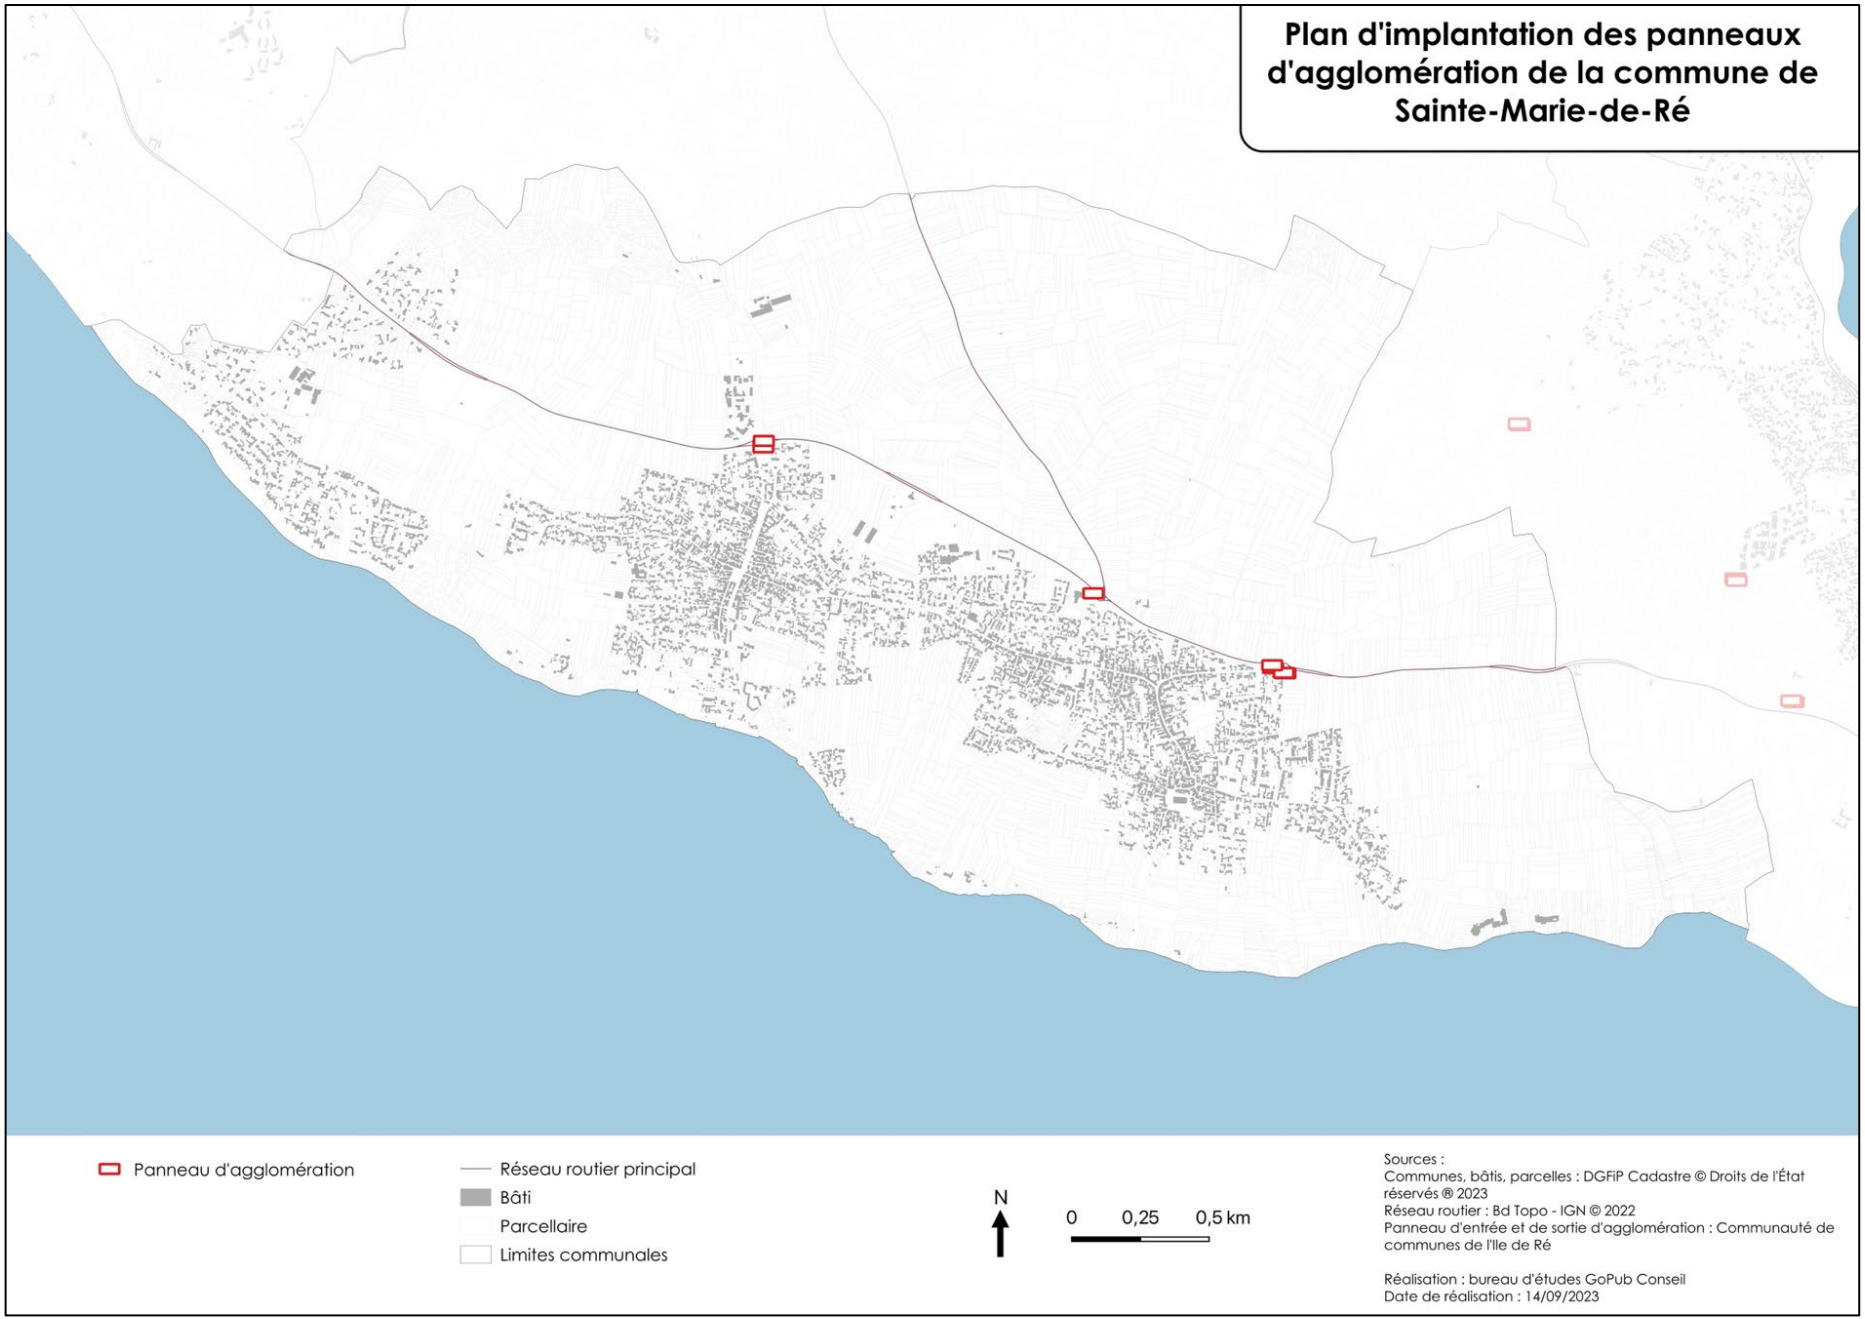 Plan d'implantation des panneaux
d'agglomération de la commune de
Sainte-Marie-de-Ré
Panneau d'agglomération
Réseau routier principal
Bâti
Parcellaire
Limites communales
N
0 0,25 0,5 km
Sources :
Communes, bâtis, parcelles : DGFiP Cadastre © Droits de l'État
réservés ® 2023
Réseau routier : Bd Topo - IGN © 2022
Panneau d'entrée et de sortie d'agglomération : Communauté de
communes de l'Ile de Ré
Réalisation : bureau d'études GoPub Conseil
Date de réalisation : 14/09/2023